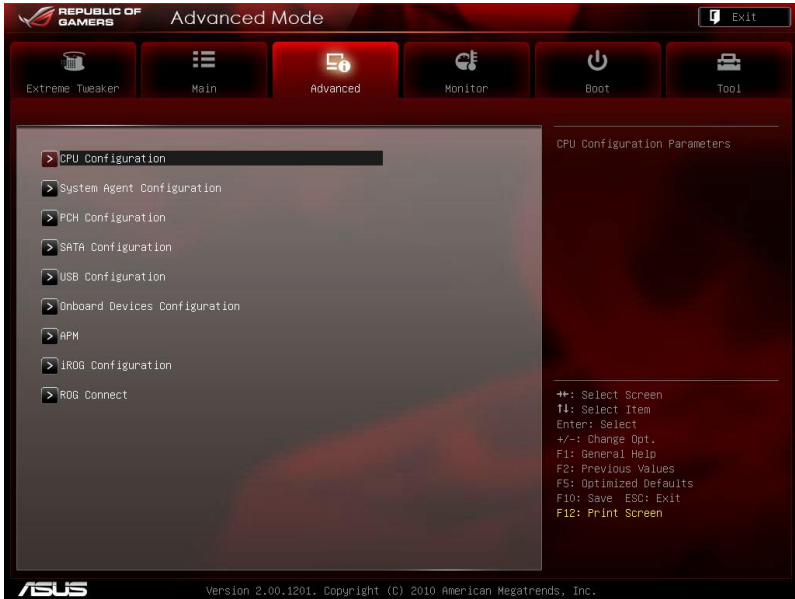 REPUBLIC OF
GAMERS
Advanced Mode
Exit
Extreme Tweaker
Main
Advanced
Monitor
Boot
Tool
CPU Configuration
System Agent Configuration
PCH Configuration
SATA Configuration
USB Configuration
Onboard Devices Configuration
APM
iROG Configuration
ROG Connect
CPU Configuration Parameters
→←: Select Screen
↑↓: Select Item
Enter: Select
+/-: Change Opt.
F1: General Help
F2: Previous Values
F5: Optimized Defaults
F10: Save  ESC: Exit
F12: Print Screen
ASUS
Version 2.00.1201. Copyright (C) 2010 American Megatrends, Inc.